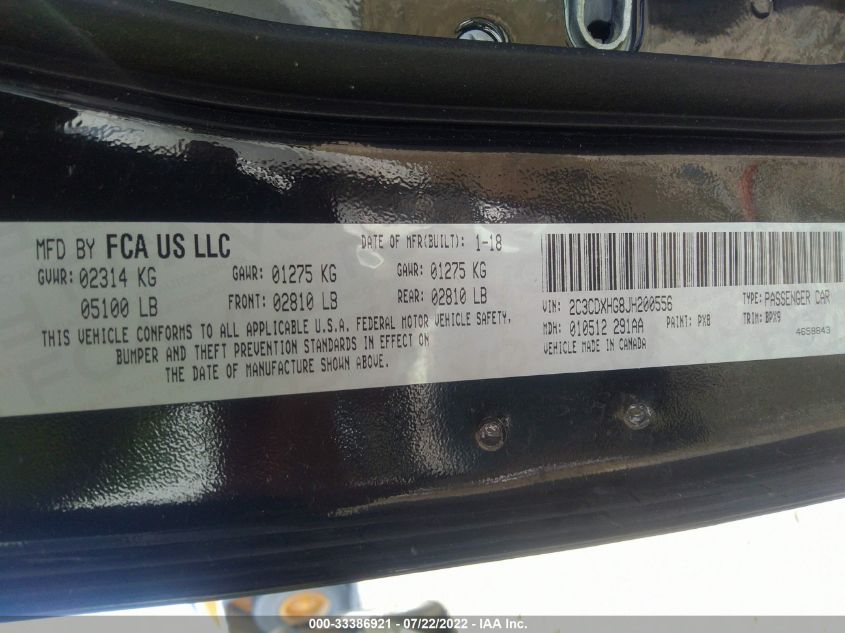 MFD BY FCA US LLC
DATE OF MFR(BUILT): 1-18
GVWR: 02314 KG
GAWR: 01275 KG
GAWR: 01275 KG
05100 LB
FRONT: 02810 LB
REAR: 02810 LB
THIS VEHICLE CONFORMS TO ALL APPLICABLE U.S.A. FEDERAL MOTOR VEHICLE SAFETY,
BUMPER AND THEFT PREVENTION STANDARDS IN EFFECT ON
THE DATE OF MANUFACTURE SHOWN ABOVE.
VIN: 2C3CDXHG8JH200556
TYPE: PASSENGER CAR
MDH: 010512 291AA
PAINT: PX8
TRIM: BPX9
VEHICLE MADE IN CANADA
4658843
000-33386921 - 07/22/2022 - IAA Inc.